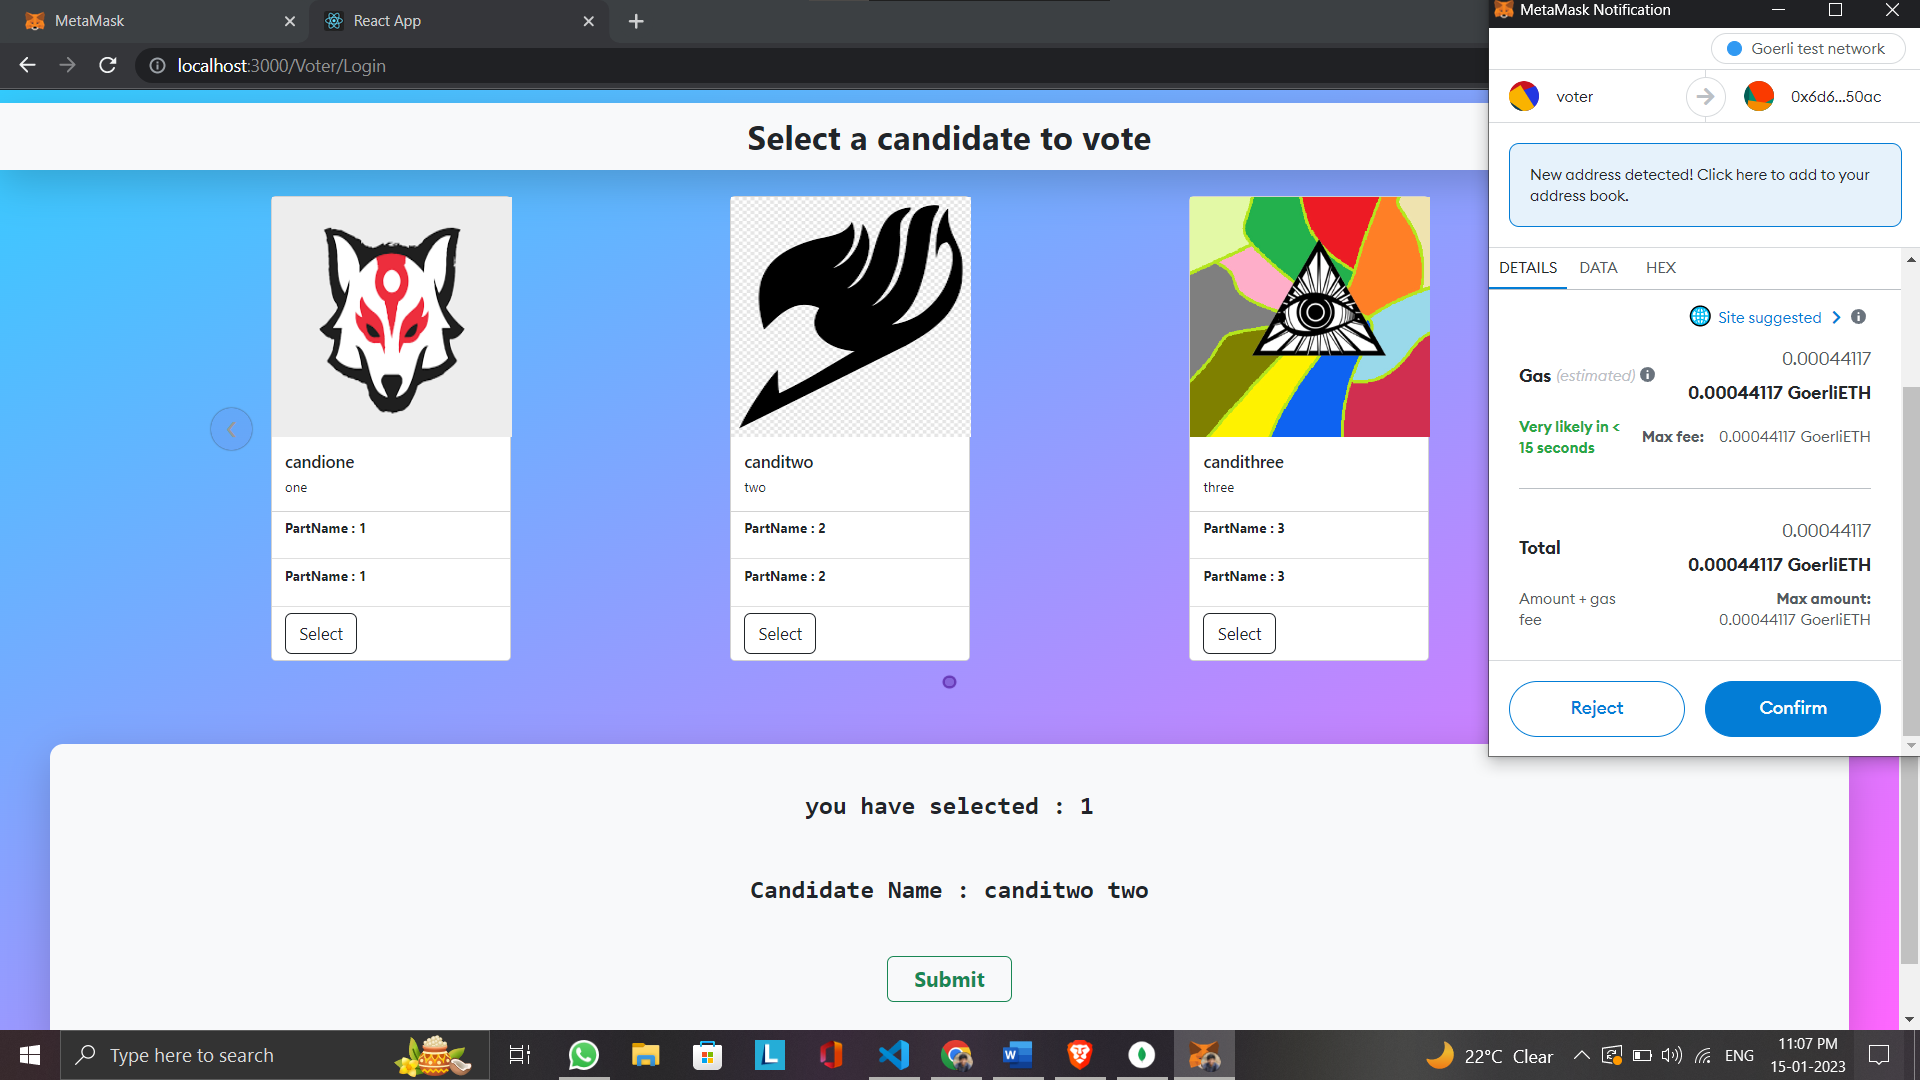 MetaMask
React App
localhost:3000/Voter/Login
Select a candidate to vote
candione
one
PartName : 1
PartName : 1
Select
canditwo
two
PartName : 2
PartName : 2
Select
candithree
three
PartName : 3
PartName : 3
Select
you have selected : 1
Candidate Name : canditwo two
Submit
MetaMask Notification
Goerli test network
voter
0x6d6...50ac
New address detected! Click here to add to your
address book.
DETAILS DATA HEX
Site suggested
0.00044117
Gas (estimated)
0.00044117 GoerliETH
Very likely in <
15 seconds
Max fee: 0.00044117 GoerliETH
0.00044117
Total
0.00044117 GoerliETH
Amount + gas
fee
Max amount:
0.00044117 GoerliETH
Reject
Confirm
Type here to search
L
W
22°C Clear
ENG
11:07 PM
15-01-2023